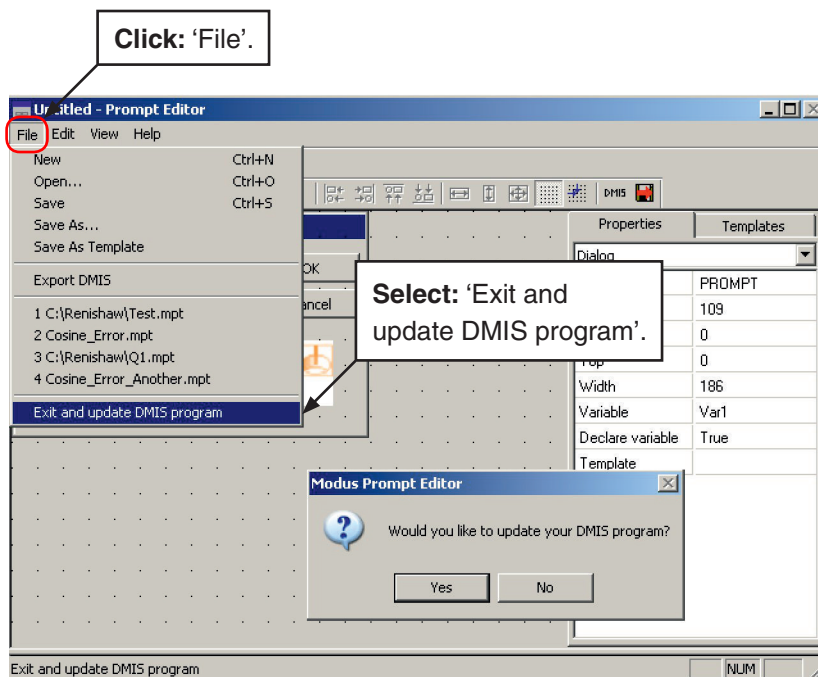 Click: ‘File’.
Untitled - Prompt Editor
File Edit View Help
New Ctrl+N
Open... Ctrl+O
Save Ctrl+S
Save As...
Save As Template
Export DMIS
1 C:\Renishaw\Test.mpt
2 Cosine_Error.mpt
3 C:\Renishaw\Q1.mpt
4 Cosine_Error_Another.mpt
Exit and update DMIS program
DMIS
OK
Select: ‘Exit and
update DMIS program’.
Properties Templates
Dialog
PROMPT
109
0
Top 0
Width 186
Variable Var1
Declare variable True
Template
Modus Prompt Editor
Would you like to update your DMIS program?
Yes No
Exit and update DMIS program NUM